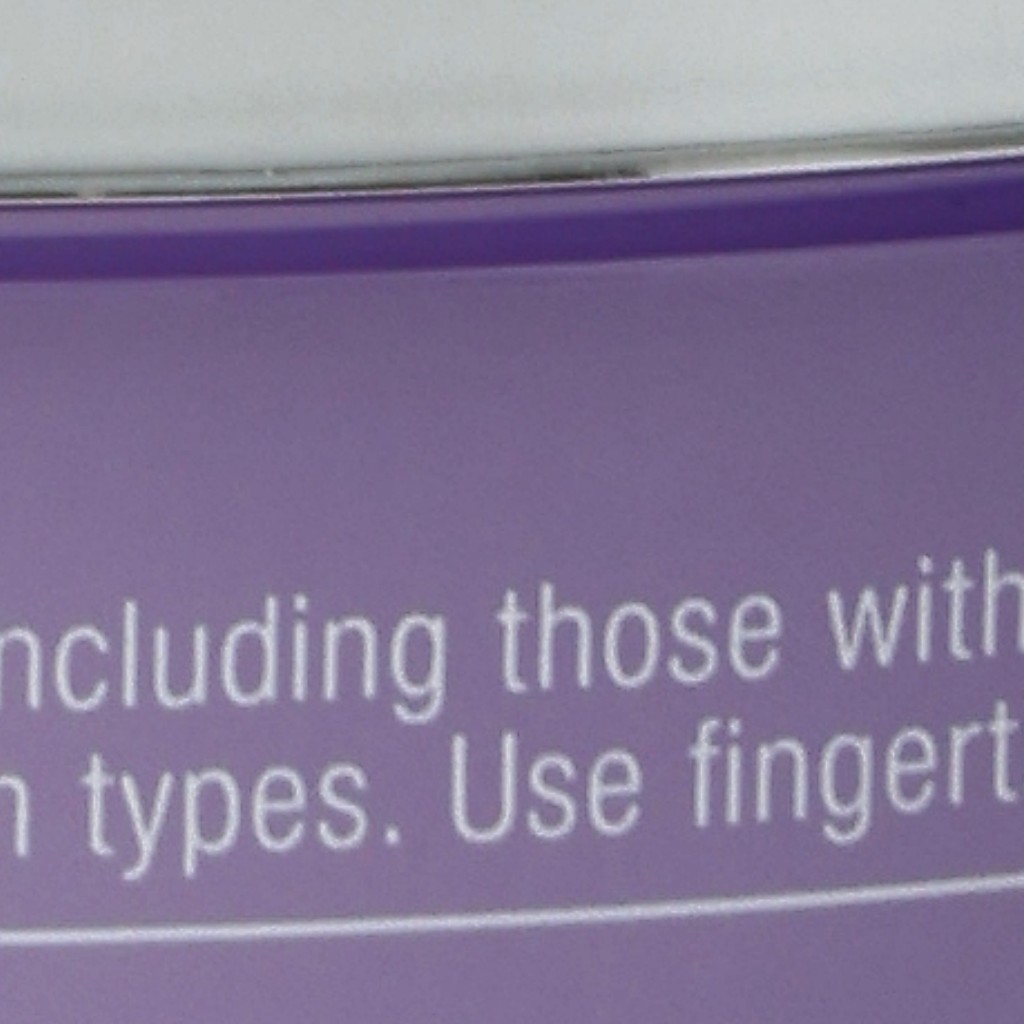 ncluding those with
n types. Use fingert